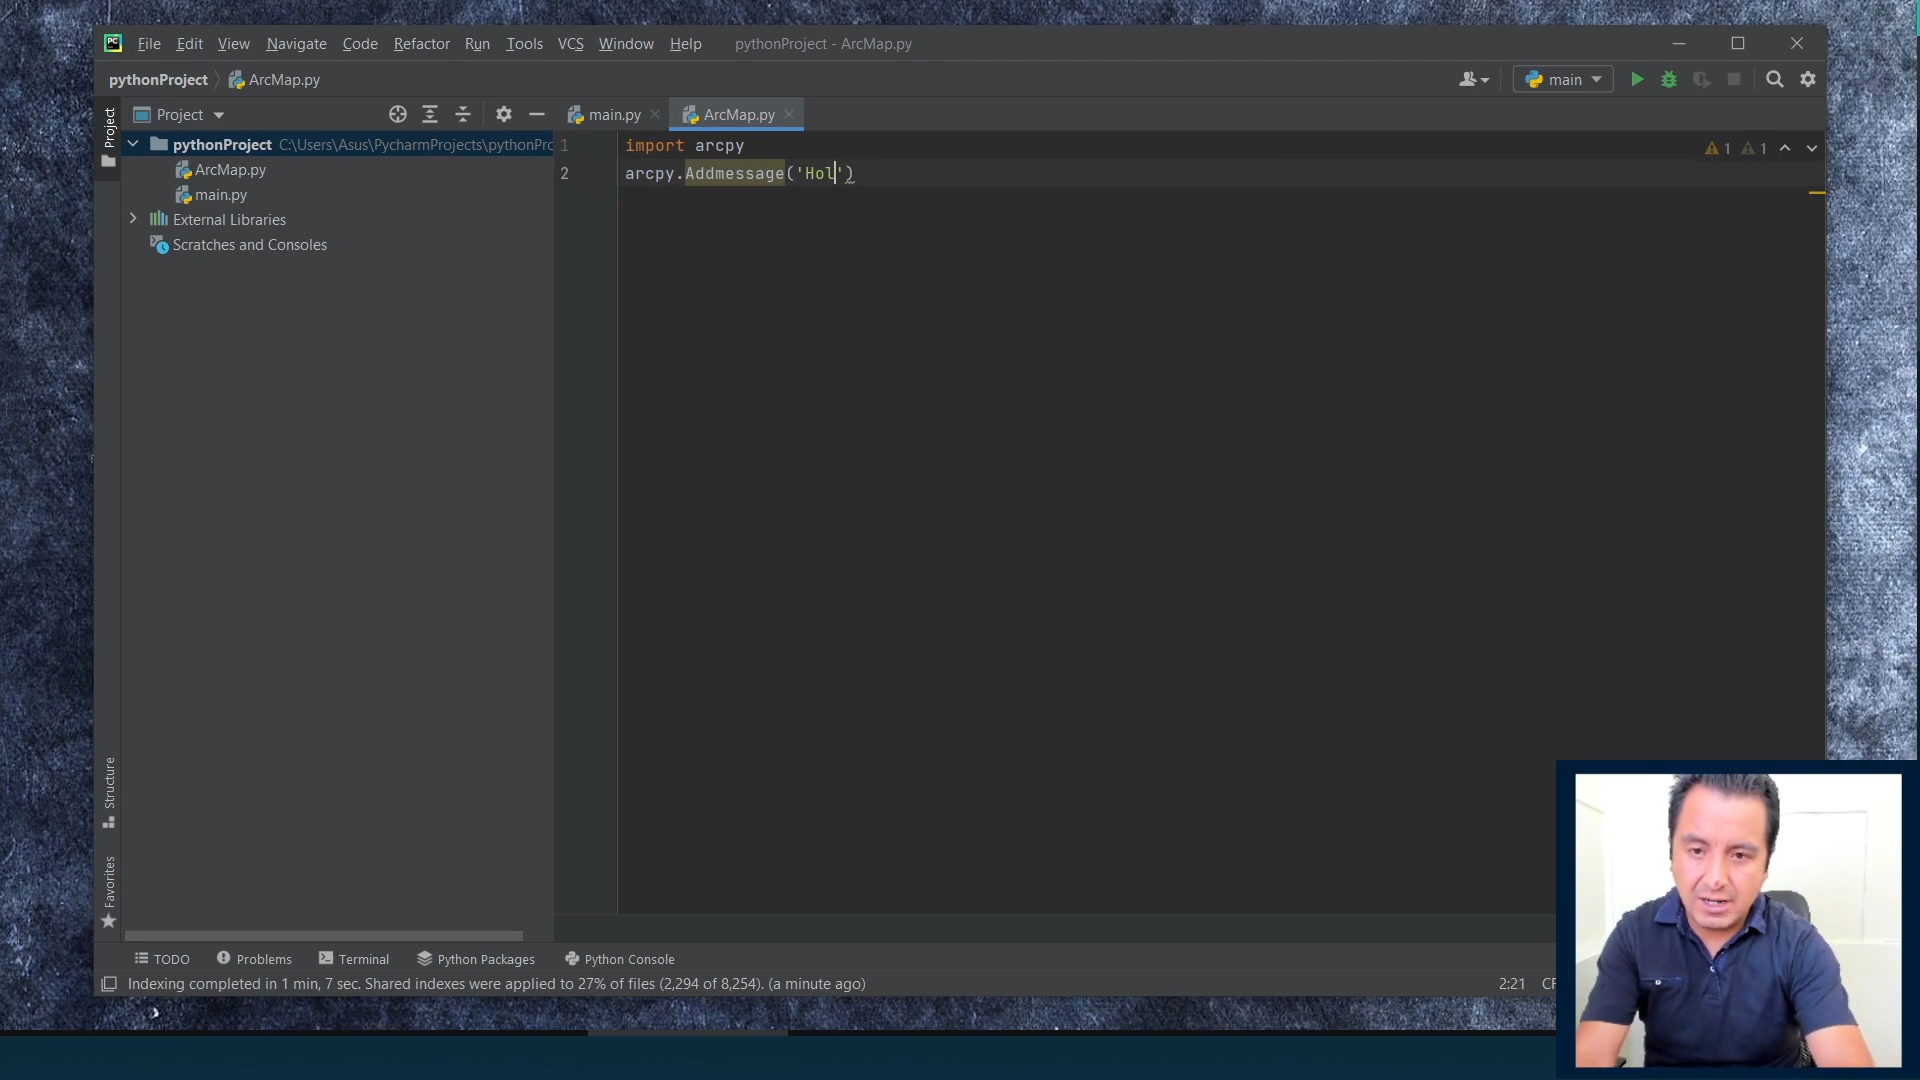 PC File Edit View Navigate Code Refactor Run Tools VCS Window Help pythonProject - ArcMap.py
pythonProject ArcMap.py main
Project
Project main.py ArcMap.py
pythonProject C:\Users\Asus\PycharmProjects\pythonPro
ArcMap.py
main.py
External Libraries
Scratches and Consoles
1 import arcpy
2 arcpy.Addmessage('Hol')
1 1
Structure
Favorites
TODO Problems Terminal Python Packages Python Console
Indexing completed in 1 min, 7 sec. Shared indexes were applied to 27% of files (2,294 of 8,254). (a minute ago) 2:21 CR